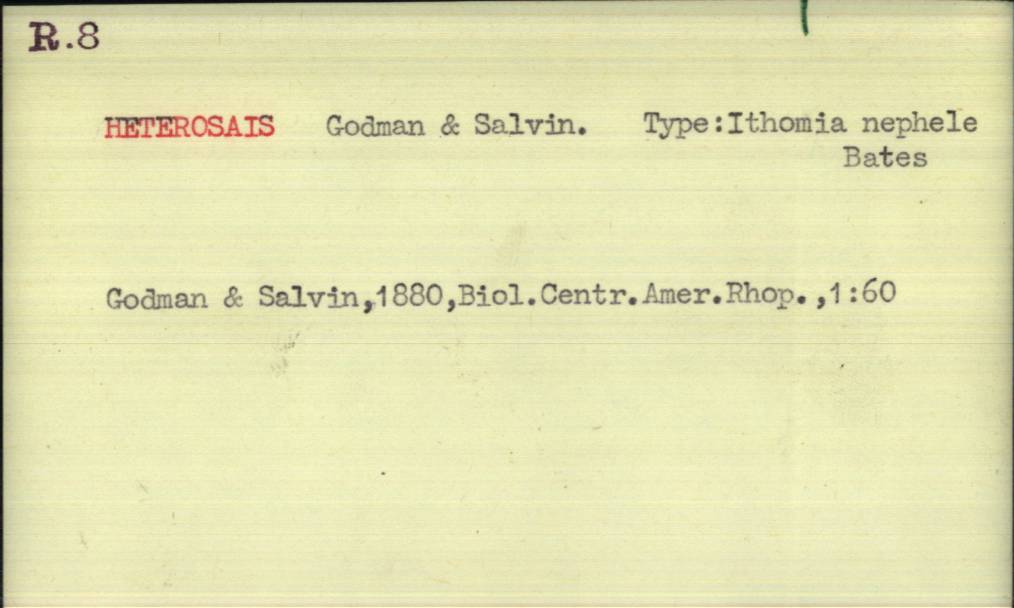 R.8
HETEROSAIS Godman & Salvin. Type:Ithomia nephele
Bates
Godman & Salvin,1880,Biol.Centr.Amer.Rhop.,1:60